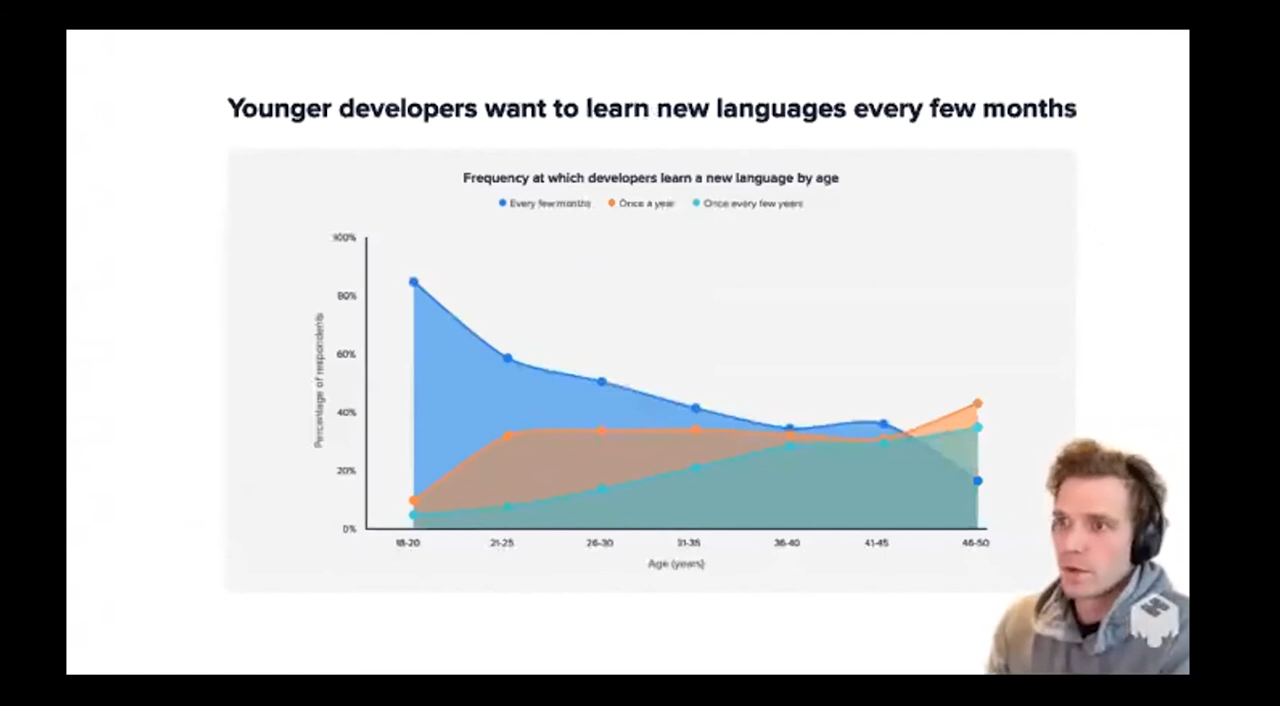 Younger developers want to learn new languages every few months
Frequency at which developers learn a new language by age
Every few months Once a year Once every few years
100%
80%
60%
40%
20%
0%
Percentage of respondents
18-20 21-25 26-30 31-35 36-40 41-45 46-50
Age (years)